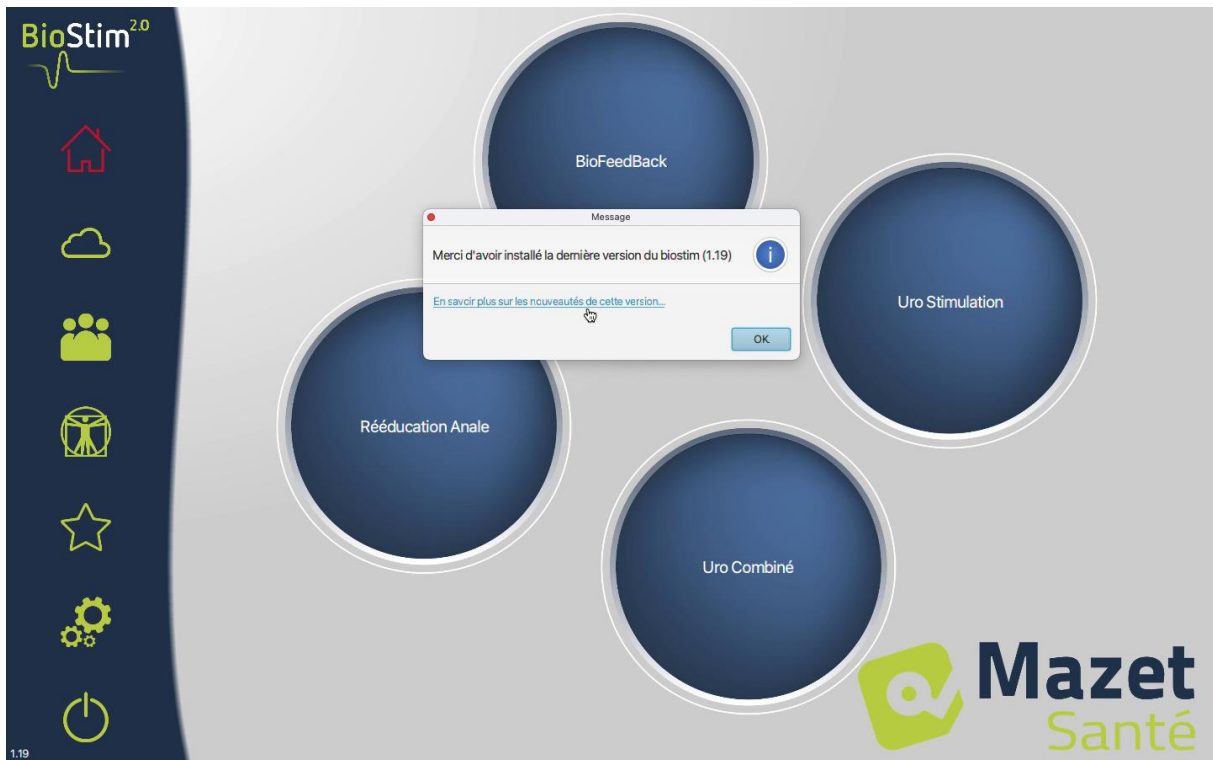 BioStim 2.0
BioFeedBack
Message
Merci d'avoir installé la dernière version du biostim (1.19)
i
En savoir plus sur les nouveautés de cette version...
OK
Uro Stimulation
Rééducation Anale
Uro Combiné
Mazet
Santé
1.19